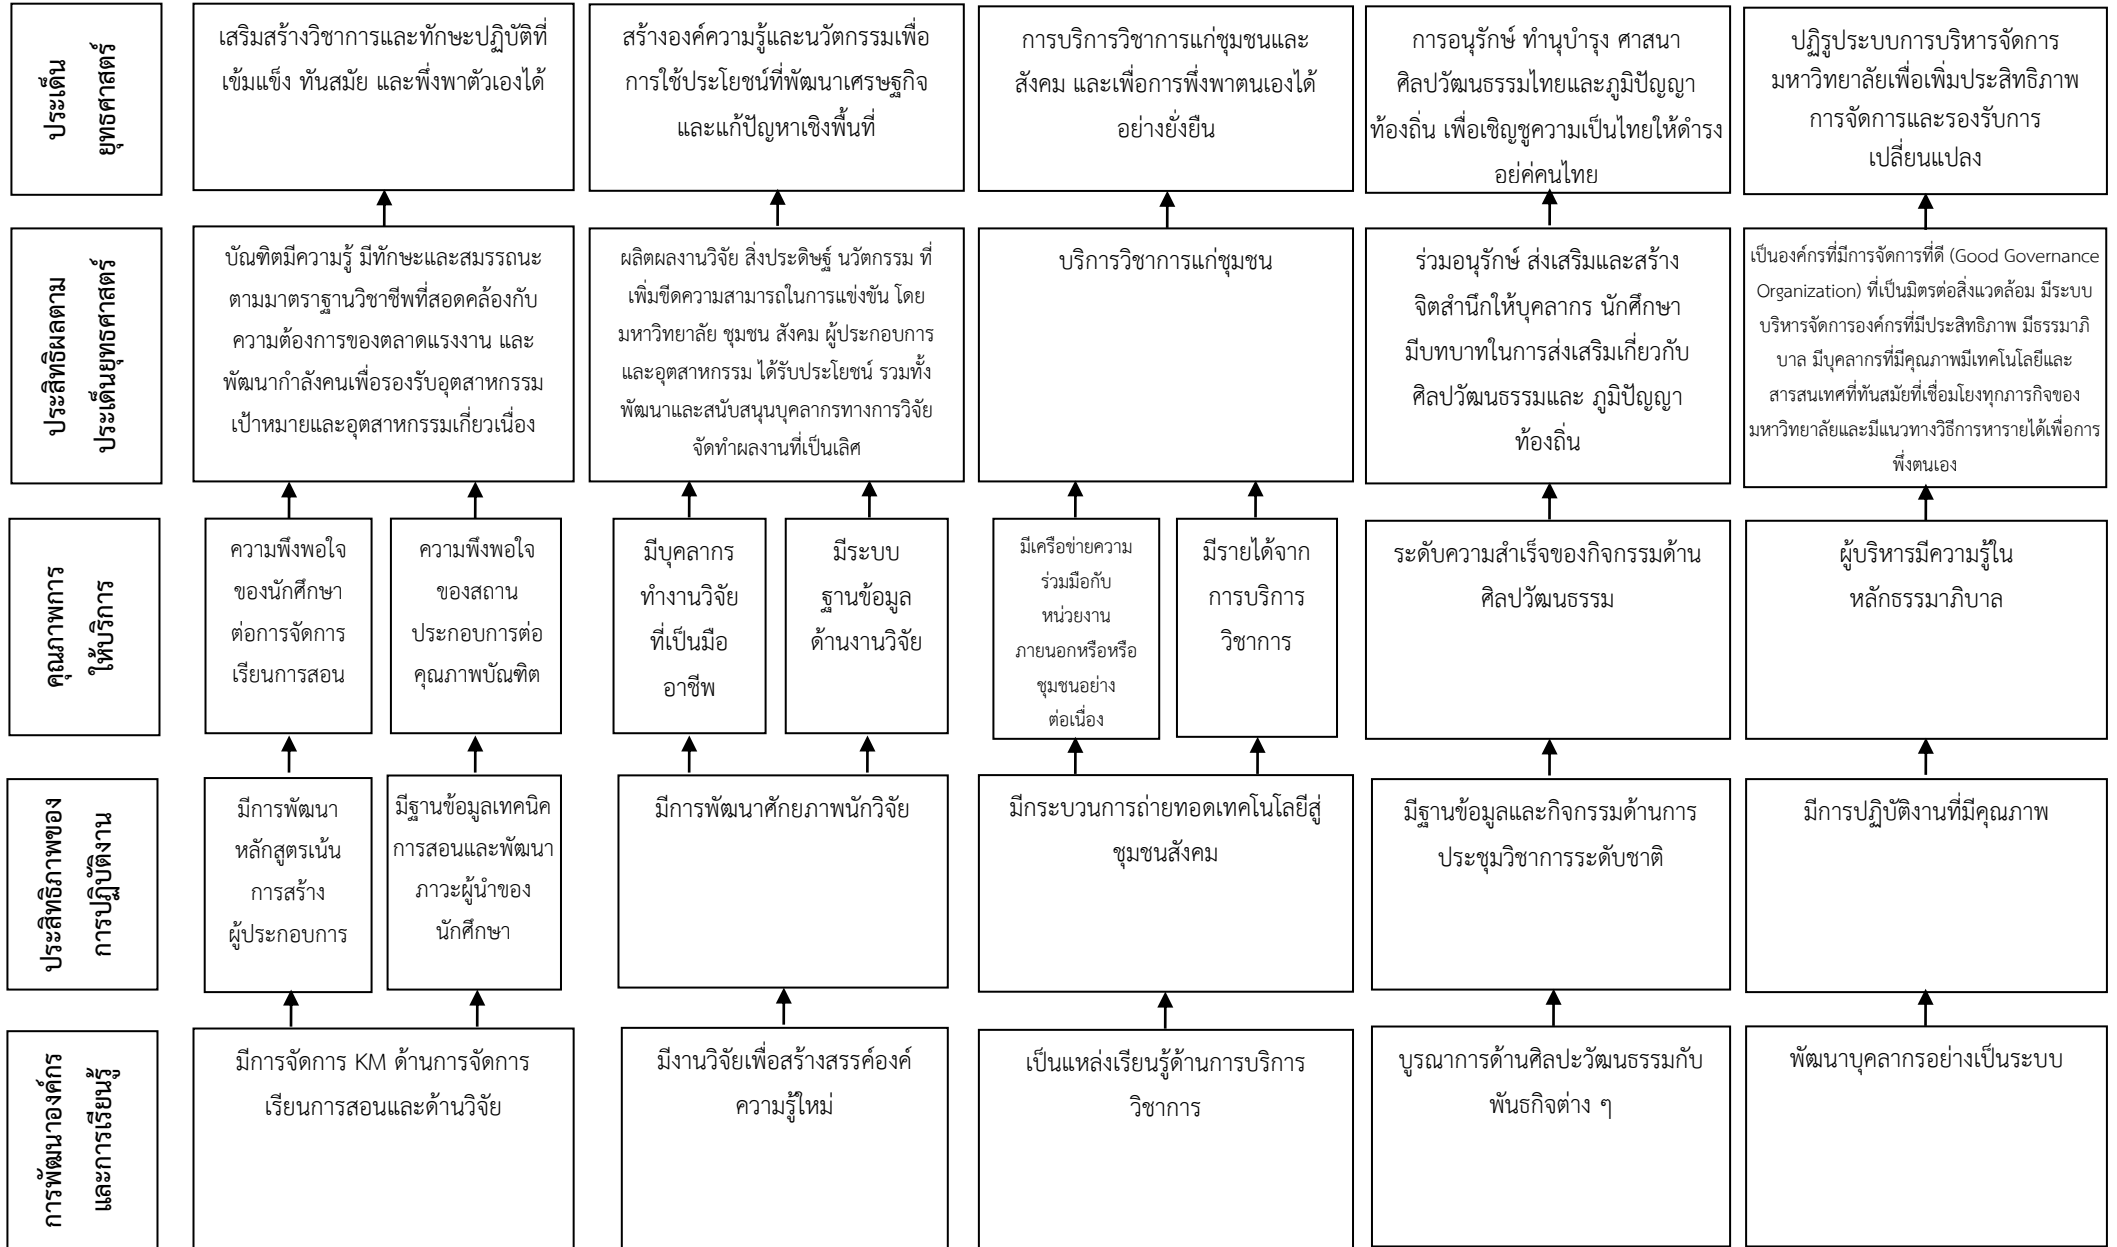 ประเด็น
ยุทธศาสตร์
เสริมสร้างวิชาการและทักษะปฏิบัติที่
เข้มแข็ง ทันสมัย และพึ่งพาตัวเองได้
สร้างองค์ความรู้และนวัตกรรมเพื่อ
การใช้ประโยชน์ที่พัฒนาเศรษฐกิจ
และแก้ปัญหาเชิงพื้นที่
การบริการวิชาการแก่ชุมชนและ
สังคม และเพื่อการพึ่งพาตนเองได้
อย่างยั่งยืน
การอนุรักษ์ ทำนุบำรุง ศาสนา
ศิลปวัฒนธรรมไทยและภูมิปัญญา
ท้องถิ่น เพื่อเชิญชูความเป็นไทยให้ดำรง
อย่ค่คนไทย
ปฏิรูประบบการบริหารจัดการ
มหาวิทยาลัยเพื่อเพิ่มประสิทธิภาพ
การจัดการและรองรับการ
เปลี่ยนแปลง
ประสิทธิผลตาม
ประเด็นยุทธศาสตร์
บัณฑิตมีความรู้ มีทักษะและสมรรถนะ
ตามมาตราฐานวิชาชีพที่สอดคล้องกับ
ความต้องการของตลาดแรงงาน และ
พัฒนากำลังคนเพื่อรองรับอุตสาหกรรม
เป้าหมายและอุตสาหกรรมเกี่ยวเนื่อง
ผลิตผลงานวิจัย สิ่งประดิษฐ์ นวัตกรรม ที่
เพิ่มขีดความสามารถในการแข่งขัน โดย
มหาวิทยาลัย ชุมชน สังคม ผู้ประกอบการ
และอุตสาหกรรม ได้รับประโยชน์ รวมทั้ง
พัฒนาและสนับสนุนบุคลากรทางการวิจัย
จัดทำผลงานที่เป็นเลิศ
บริการวิชาการแก่ชุมชน
ร่วมอนุรักษ์ ส่งเสริมและสร้าง
จิตสำนึกให้บุคลากร นักศึกษา
มีบทบาทในการส่งเสริมเกี่ยวกับ
ศิลปวัฒนธรรมและ ภูมิปัญญา
ท้องถิ่น
เป็นองค์กรที่มีการจัดการที่ดี (Good Governance
Organization) ที่เป็นมิตรต่อสิ่งแวดล้อม มีระบบ
บริหารจัดการองค์กรที่มีประสิทธิภาพ มีธรรมาภิ
บาล มีบุคลากรที่มีคุณภาพมีเทคโนโลยีและ
สารสนเทศที่ทันสมัยที่เชื่อมโยงทุกภารกิจของ
มหาวิทยาลัยและมีแนวทางวิธีการหารายได้เพื่อการ
พึ่งตนเอง
คุณภาพการ
ให้บริการ
ความพึงพอใจ
ของนักศึกษา
ต่อการจัดการ
เรียนการสอน
ความพึงพอใจ
ของสถาน
ประกอบการต่อ
คุณภาพบัณฑิต
มีบุคลากร
ทำงานวิจัย
ที่เป็นมือ
อาชีพ
มีระบบ
ฐานข้อมูล
ด้านงานวิจัย
มีเครือข่ายความ
ร่วมมือกับ
หน่วยงาน
ภายนอกหรือหรือ
ชุมชนอย่าง
ต่อเนื่อง
มีรายได้จาก
การบริการ
วิชาการ
ระดับความสำเร็จของกิจกรรมด้าน
ศิลปวัฒนธรรม
ผู้บริหารมีความรู้ใน
หลักธรรมาภิบาล
ประสิทธิภาพของ
การปฏิบัติงาน
มีการพัฒนา
หลักสูตรเน้น
การสร้าง
ผู้ประกอบการ
มีฐานข้อมูลเทคนิค
การสอนและพัฒนา
ภาวะผู้นำของ
นักศึกษา
มีการพัฒนาศักยภาพนักวิจัย
มีกระบวนการถ่ายทอดเทคโนโลยีสู่
ชุมชนสังคม
มีฐานข้อมูลและกิจกรรมด้านการ
ประชุมวิชาการระดับชาติ
มีการปฏิบัติงานที่มีคุณภาพ
การพัฒนาองค์กร
และการเรียนรู้
มีการจัดการ KM ด้านการจัดการ
เรียนการสอนและด้านวิจัย
มีงานวิจัยเพื่อสร้างสรรค์องค์
ความรู้ใหม่
เป็นแหล่งเรียนรู้ด้านการบริการ
วิชาการ
บูรณาการด้านศิลปะวัฒนธรรมกับ
พันธกิจต่าง ๆ
พัฒนาบุคลากรอย่างเป็นระบบ